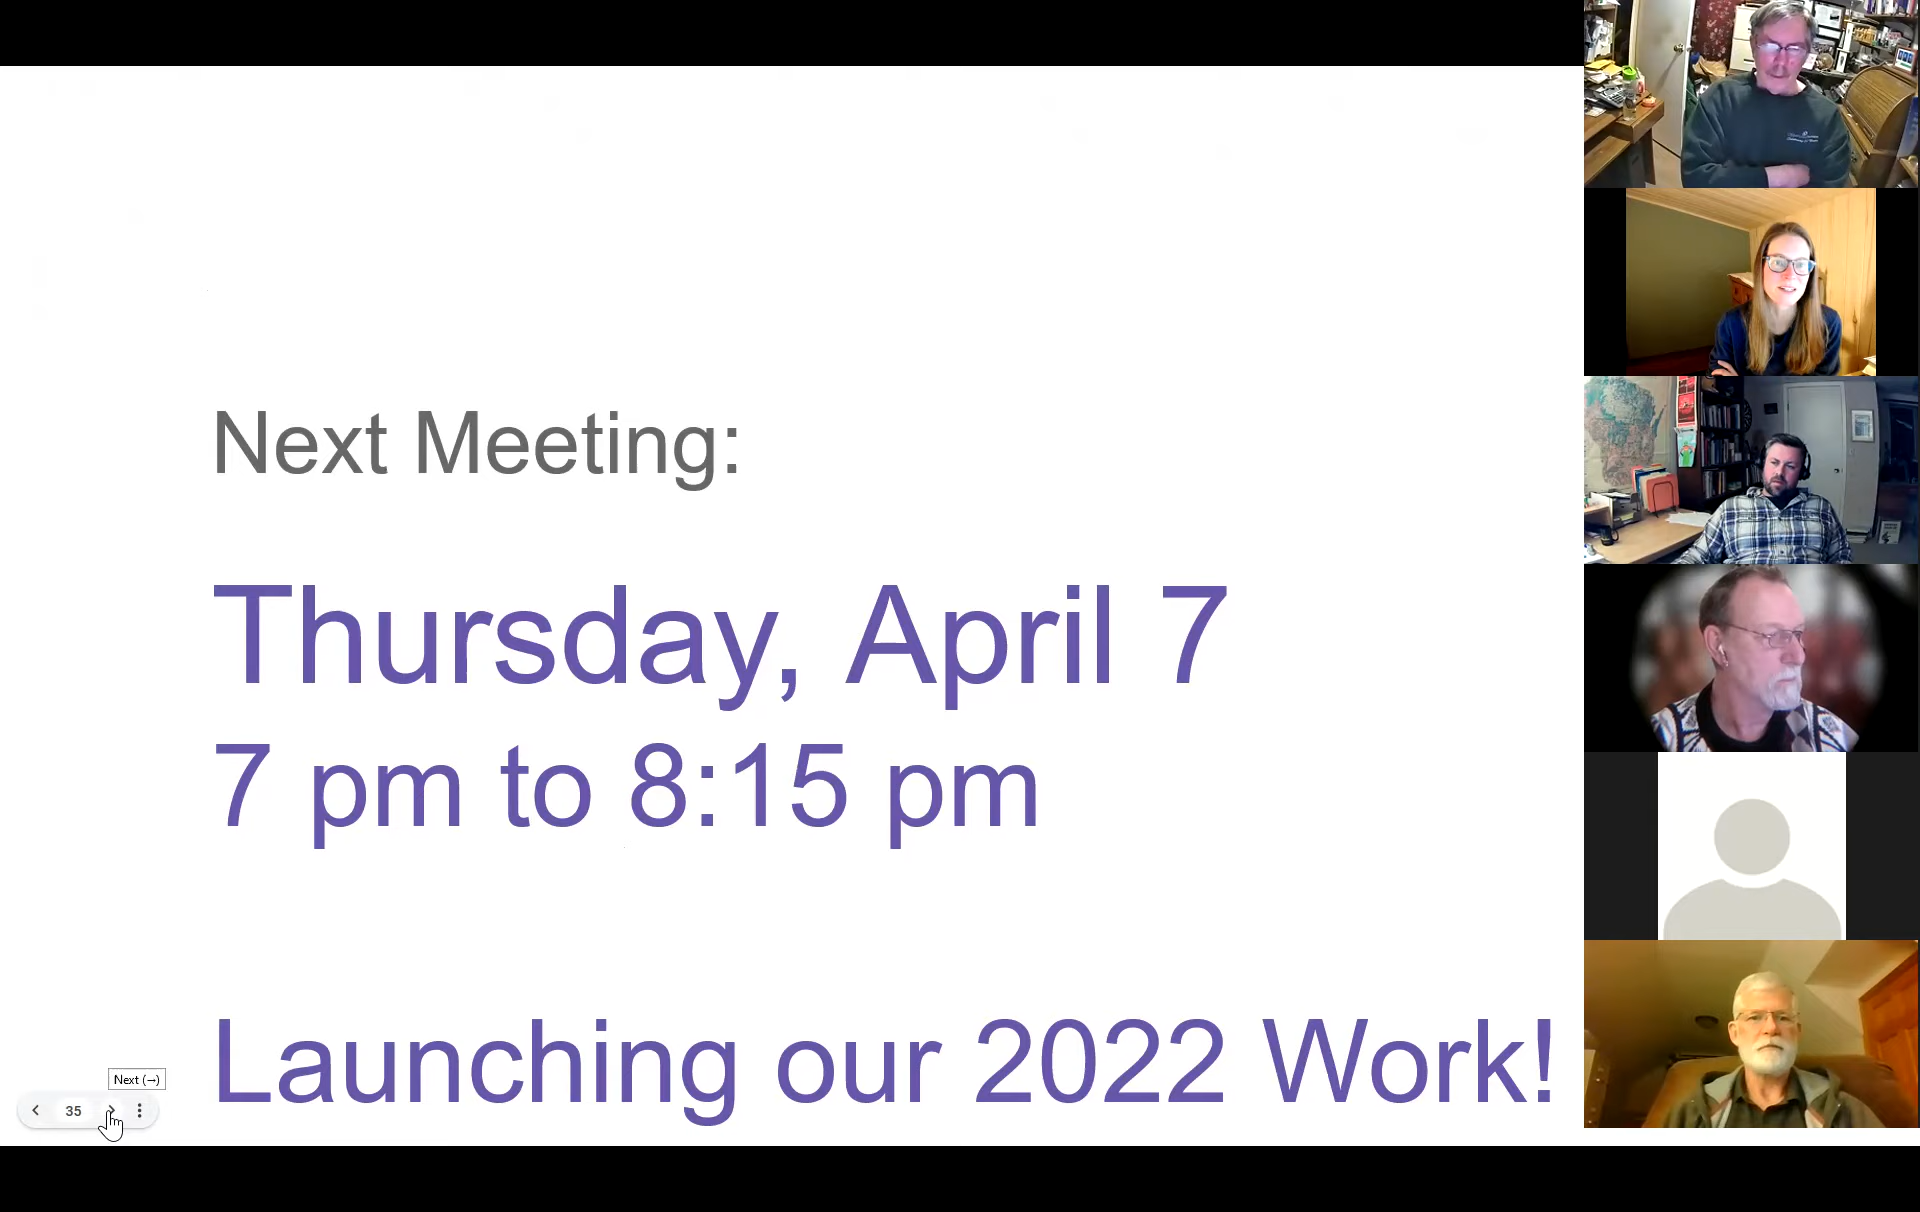 Next Meeting:
Thursday, April 7
7 pm to 8:15 pm
Launching our 2022 Work!
Next (→)
35